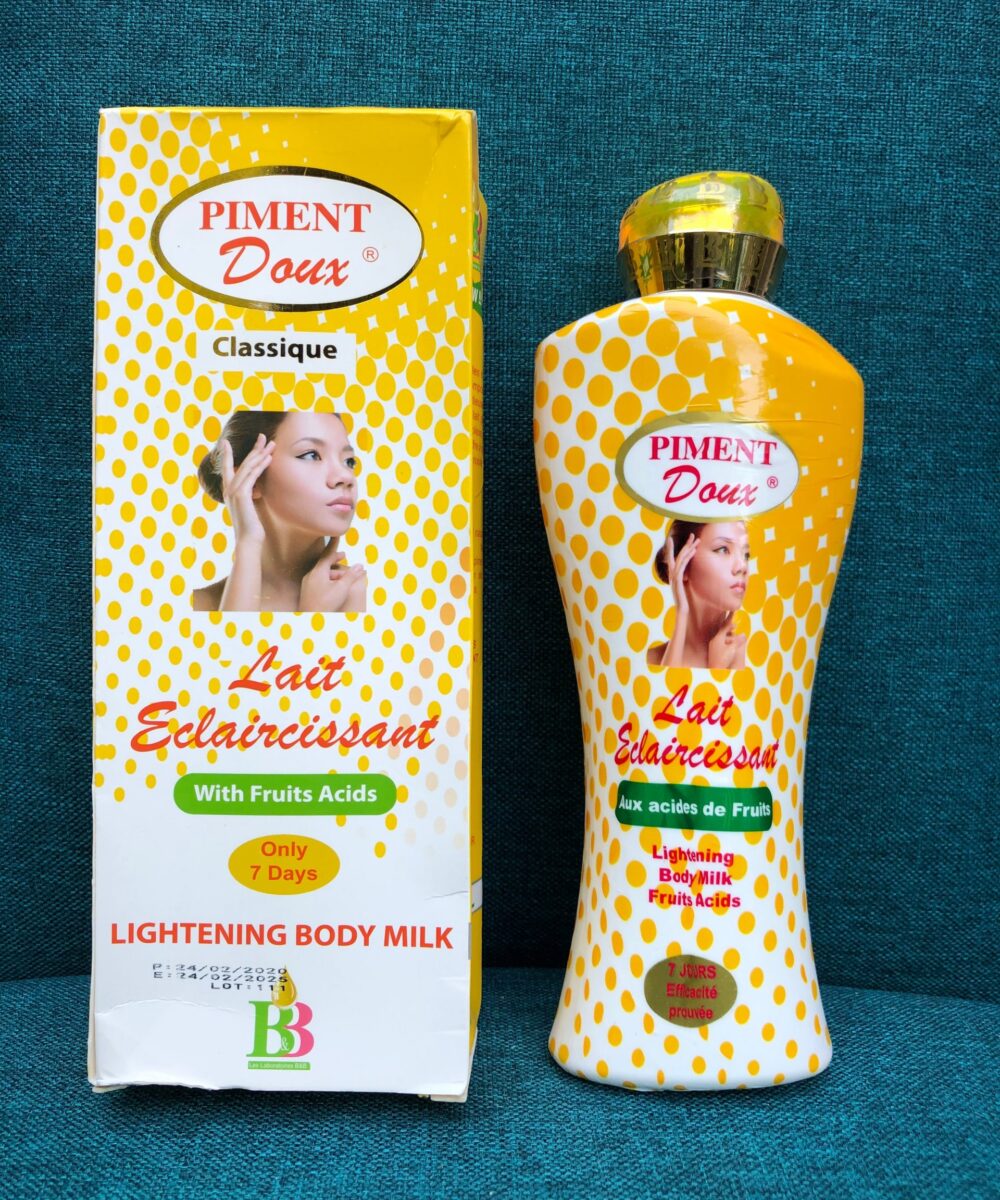 PIMENT
Doux ®
Classique
Lait
Eclaircissant
With Fruits Acids
Only
7 Days
LIGHTENING BODY MILK
P:24/02/2020
E:24/02/2025
LOT:111
B&B
Les Laboratoires B&B
B&B
PIMENT
Doux ®
Lait
Eclaircissant
Aux acides de Fruits
Lightening
Body Milk
Fruits Acids
7 JOURS
Efficacité
prouvée